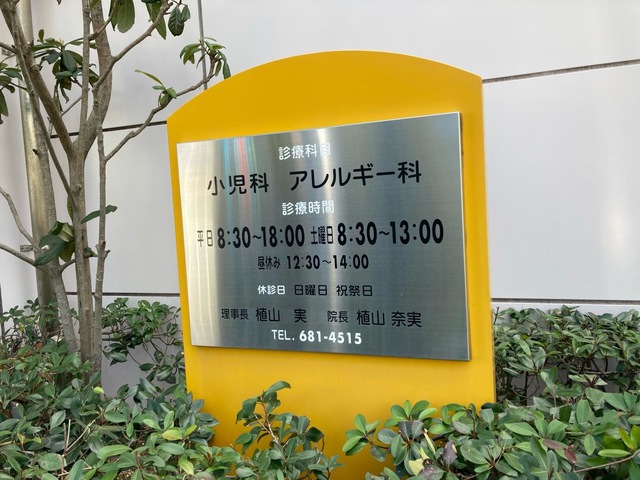 診療科目
小児科 アレルギー科
診療時間
平日 8:30～18:00 土曜日 8:30～13:00
昼休み 12:30～14:00
休診日 日曜日 祝祭日
理事長 植山 実 院長 植山 奈実
TEL. 681-4515